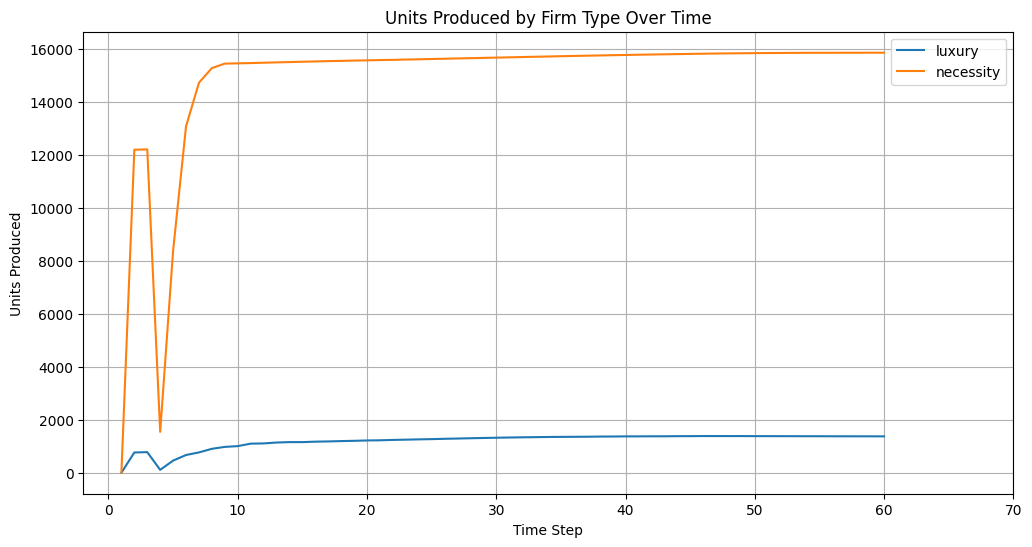 Units Produced by Firm Type Over Time
luxury
necessity
Units Produced
16000
14000
12000
10000
8000
6000
4000
2000
0
0 10 20 30 40 50 60 70
Time Step